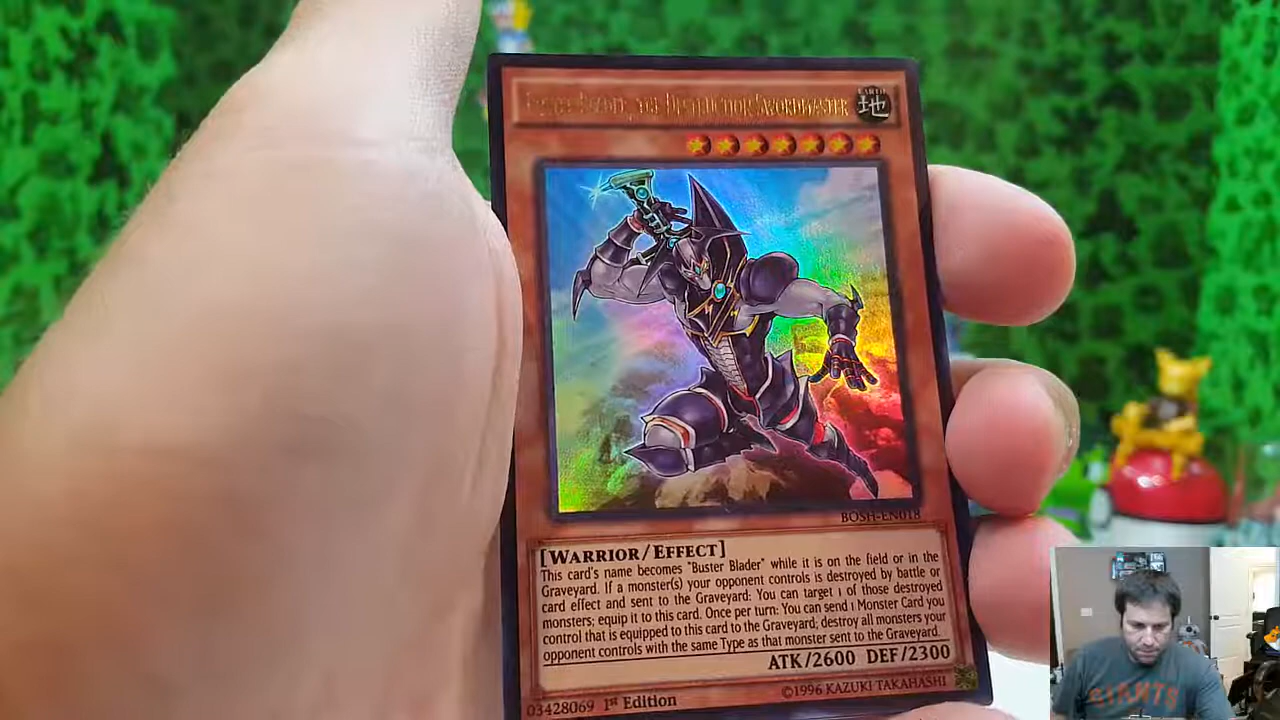 Buster Blader, the Destruction Swordmaster
EARTH
地
BOSH-EN018
[WARRIOR/EFFECT]
This card's name becomes "Buster Blader" while it is on the field or in the
Graveyard. If a monster(s) your opponent controls is destroyed by battle or
card effect and sent to the Graveyard: You can target 1 of those destroyed
monsters; equip it to this card. Once per turn: You can send 1 Monster Card you
control that is equipped to this card to the Graveyard; destroy all monsters your
opponent controls with the same Type as that monster sent to the Graveyard.
ATK/2600 DEF/2300
03428069 1st Edition
©1996 KAZUKI TAKAHASHI
GIANTS